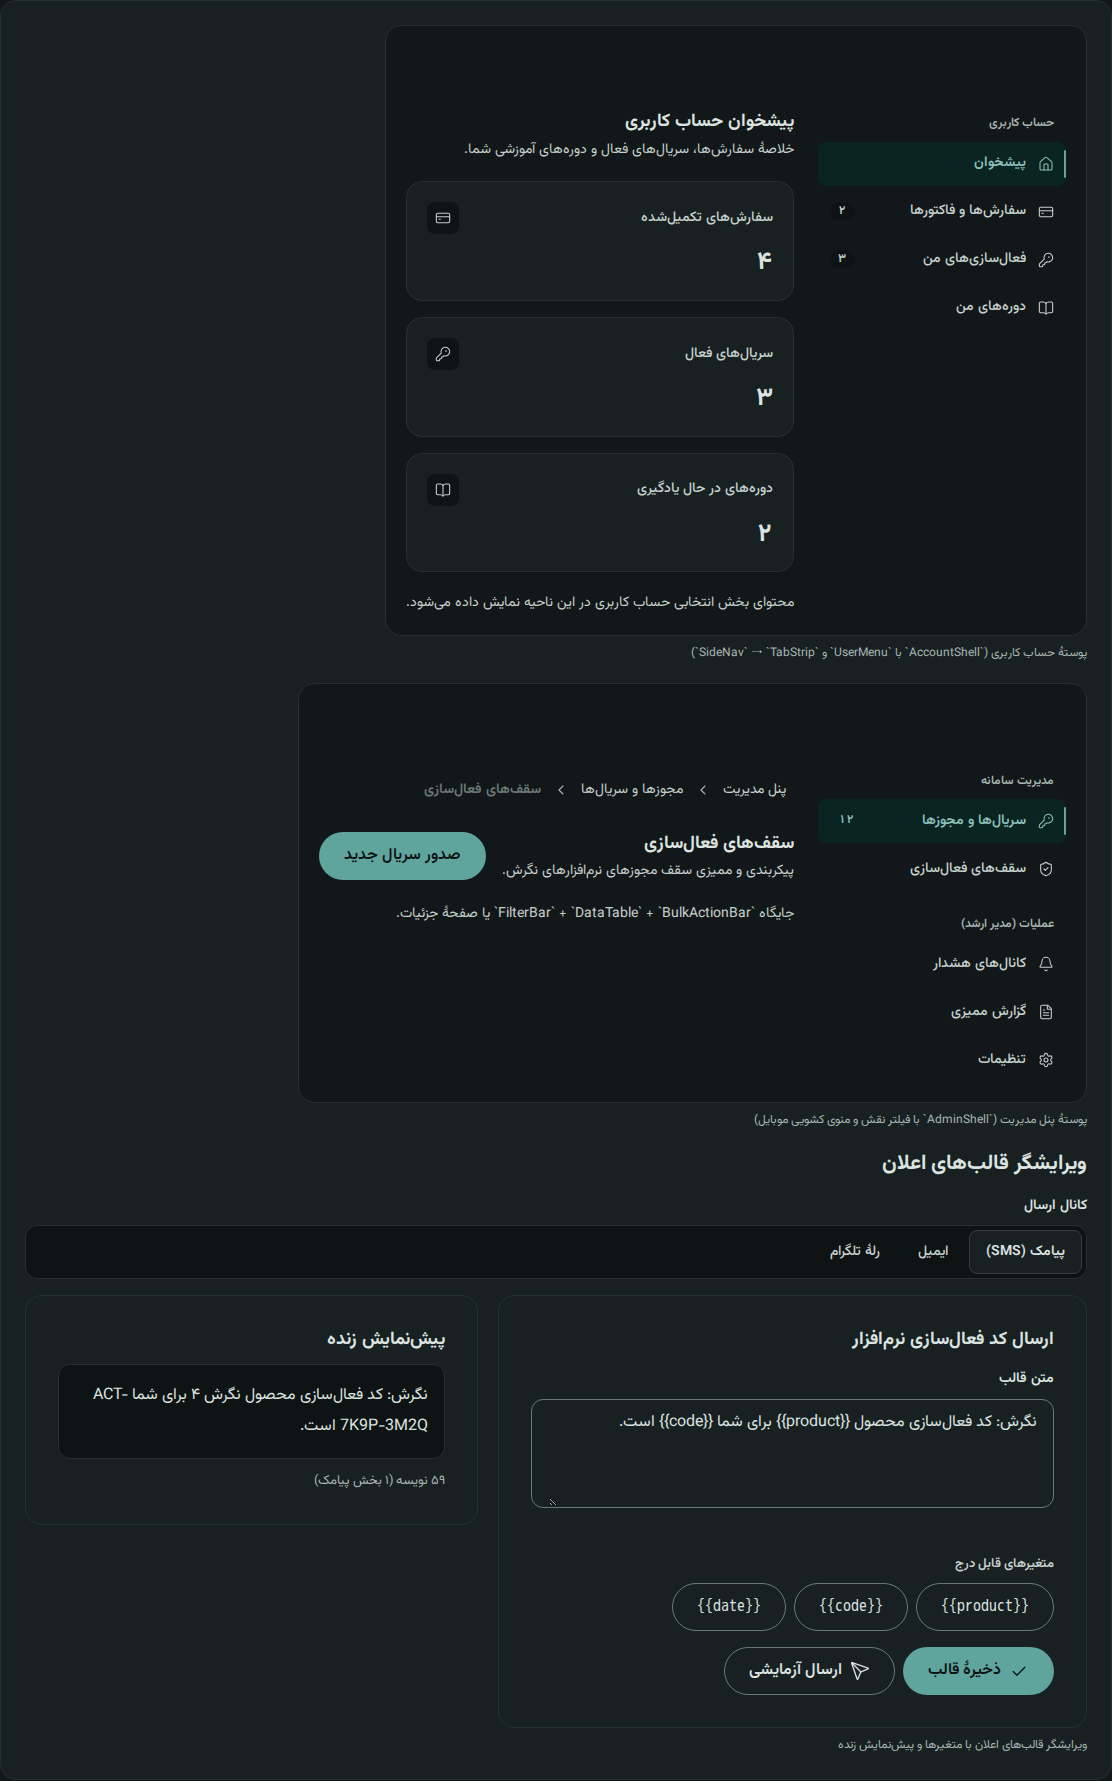 حساب کاربری
پیشخوان
سفارش‌ها و فاکتورها ۲
فعال‌سازی‌های من ۳
دوره‌های من
پیشخوان حساب کاربری
خلاصهٔ سفارش‌ها، سریال‌های فعال و دوره‌های آموزشی شما.
سفارش‌های تکمیل‌شده
۴
سریال‌های فعال
۳
دوره‌های در حال یادگیری
۲
محتوای بخش انتخابی حساب کاربری در این ناحیه نمایش داده می‌شود.
پوستهٔ حساب کاربری (`AccountShell` با `UserMenu` و `SideNav` → `TabStrip`)
مدیریت سامانه
سریال‌ها و مجوزها ۱۲
سقف‌های فعال‌سازی
عملیات (مدیر ارشد)
کانال‌های هشدار
گزارش ممیزی
تنظیمات
پنل مدیریت > مجوزها و سریال‌ها > سقف‌های فعال‌سازی
سقف‌های فعال‌سازی
پیکربندی و ممیزی سقف مجوزهای نرم‌افزارهای نگرش.
صدور سریال جدید
جایگاه `FilterBar` + `DataTable` + `BulkActionBar` یا صفحهٔ جزئیات.
پوستهٔ پنل مدیریت (`AdminShell` با فیلتر نقش و منوی کشویی موبایل)
ویرایشگر قالب‌های اعلان
کانال ارسال
پیامک (SMS)
ایمیل
رلهٔ تلگرام
ارسال کد فعال‌سازی نرم‌افزار
متن قالب
نگرش: کد فعال‌سازی محصول {{product}} برای شما {{code}} است.
متغیرهای قابل درج
{{product}}
{{code}}
{{date}}
ذخیرهٔ قالب
ارسال آزمایشی
پیش‌نمایش زنده
نگرش: کد فعال‌سازی محصول نگرش ۴ برای شما ACT-
7K9P-3M2Q است.
۵۹ نویسه (۱ بخش پیامک)
ویرایشگر قالب‌های اعلان با متغیرها و پیش‌نمایش زنده